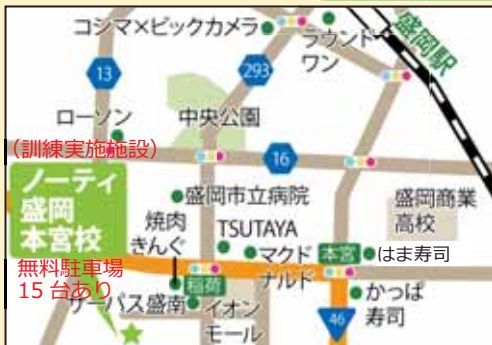 コジマ×ビックカメラ
ラウンド
ワン
盛岡駅
13
293
ローソン
中央公園
(訓練実施施設)
16
ノーティ
盛岡
本宮校
盛岡市立病院
盛岡商業
高校
焼肉
きんぐ
TSUTAYA
マクド
ナルド
本宮
はま寿司
無料駐車場
15 台あり
稲荷
サーパス盛南
イオン
モール
かっぱ
寿司
46